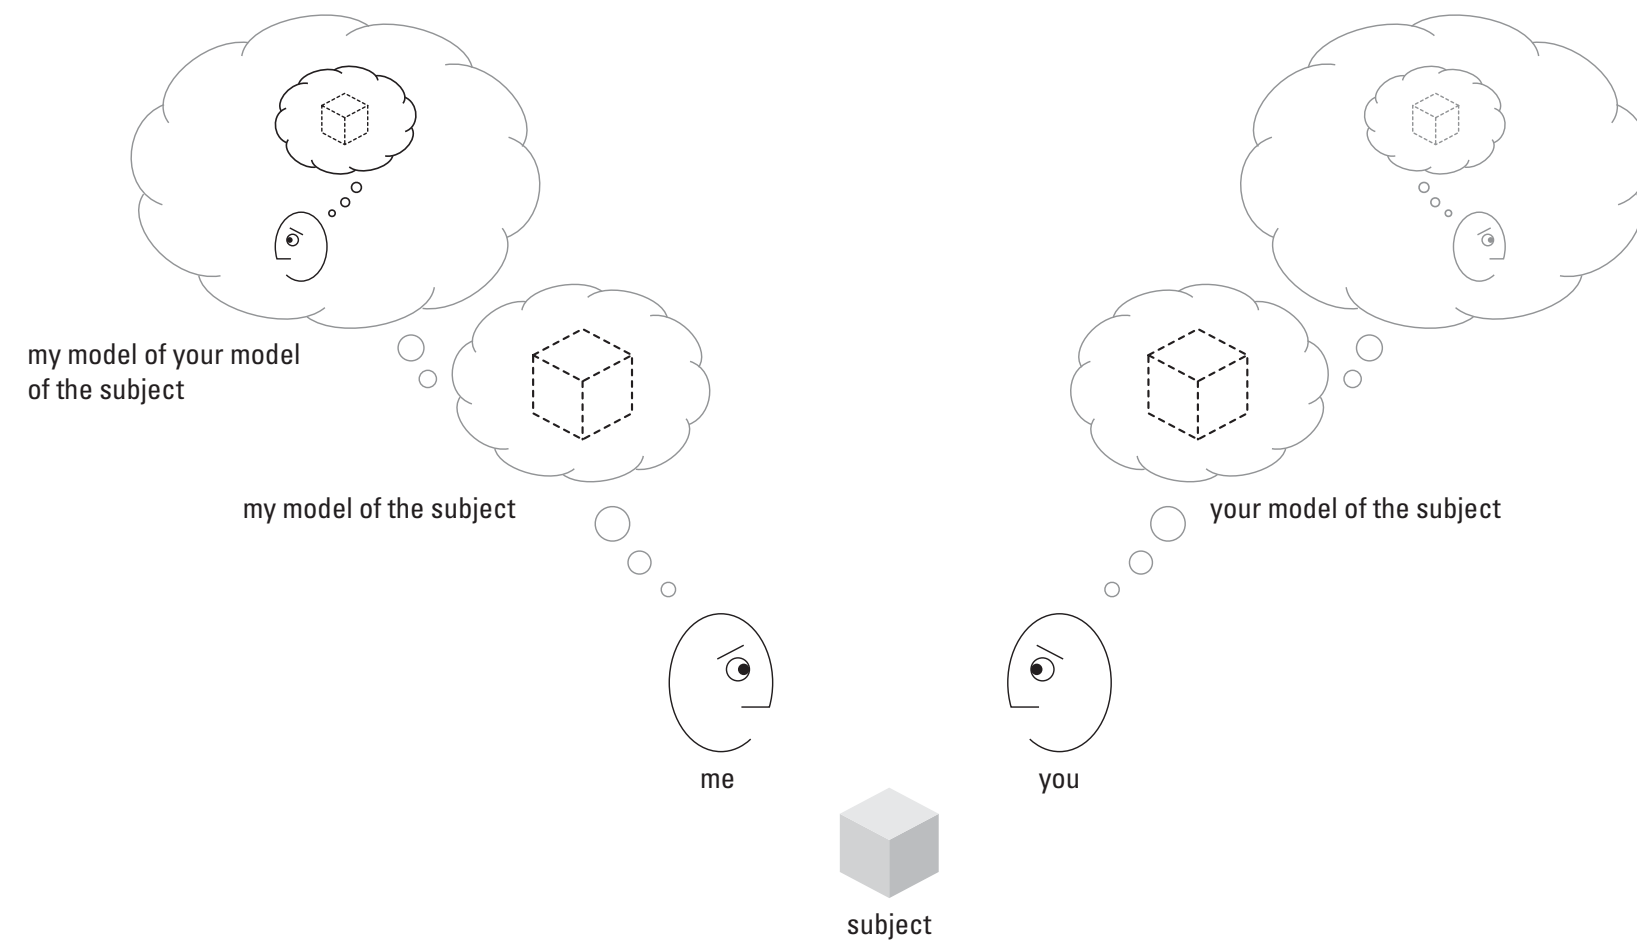 my model of your model
of the subject
my model of the subject
your model of the subject
me
you
subject